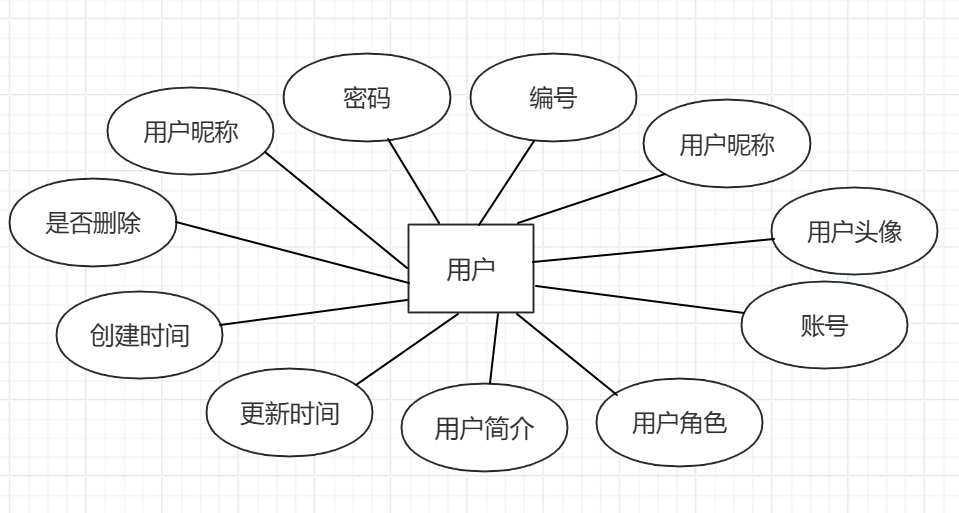 密码
编号
用户昵称
用户昵称
是否删除
用户头像
用户
创建时间
账号
更新时间
用户简介
用户角色